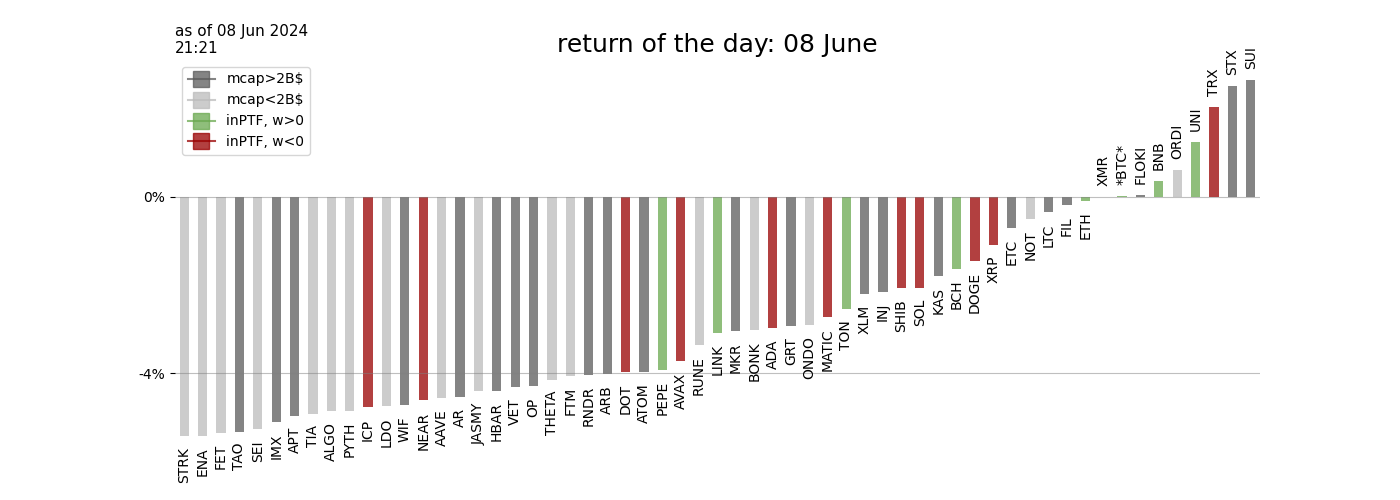 as of 08 Jun 2024
21:21
return of the day: 08 June
mcap>2B$
mcap<2B$
inPTF, w>0
inPTF, w<0
0%
-4%
STRK
ENA
FET
TAO
SEI
IMX
APT
TIA
ALGO
PYTH
ICP
LDO
WIF
NEAR
AAVE
AR
JASMY
HBAR
VET
OP
THETA
FTM
RNDR
ARB
DOT
ATOM
PEPE
AVAX
RUNE
LINK
MKR
BONK
ADA
GRT
ONDO
MATIC
TON
XLM
INJ
SHIB
SOL
KAS
BCH
DOGE
XRP
ETC
NOT
LTC
FIL
ETH
XMR
*BTC*
FLOKI
BNB
ORDI
UNI
TRX
STX
SUI